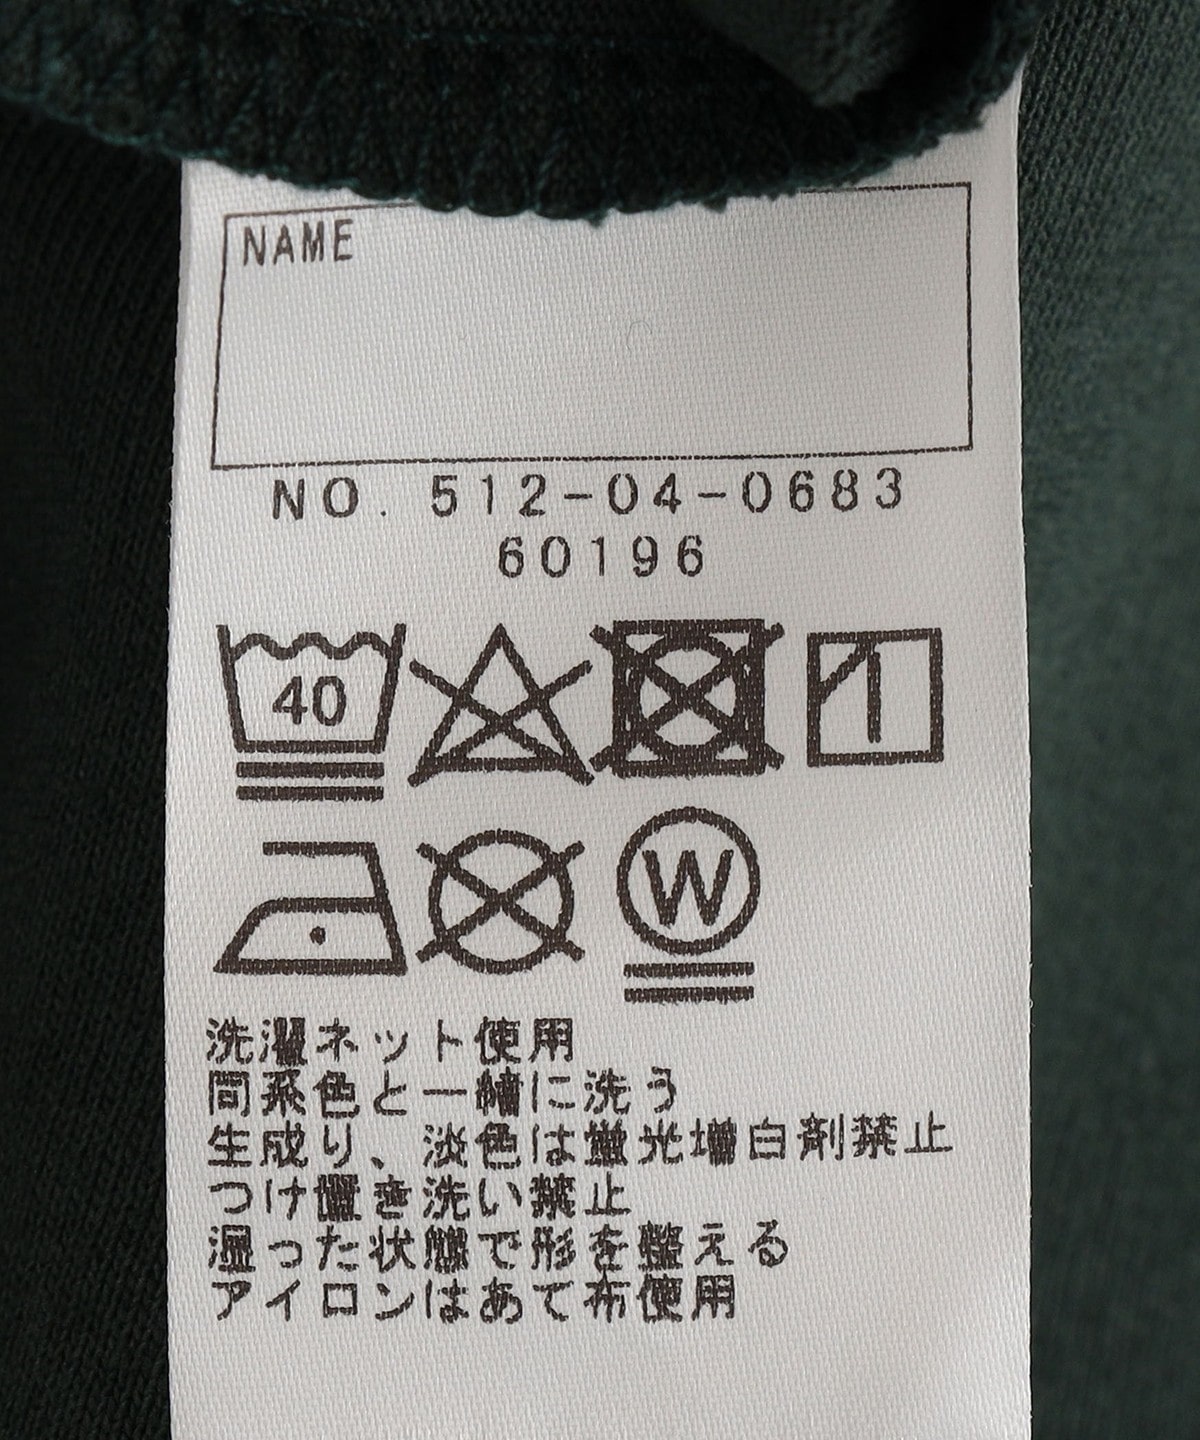 NAME
NO. 512-04-0683
60196
40
W
洗濯ネット使用
同系色と一緒に洗う
生成り、淡色は蛍光増白剤禁止
つけ置き洗い禁止
湿った状態で形を整える
アイロンはあて布使用